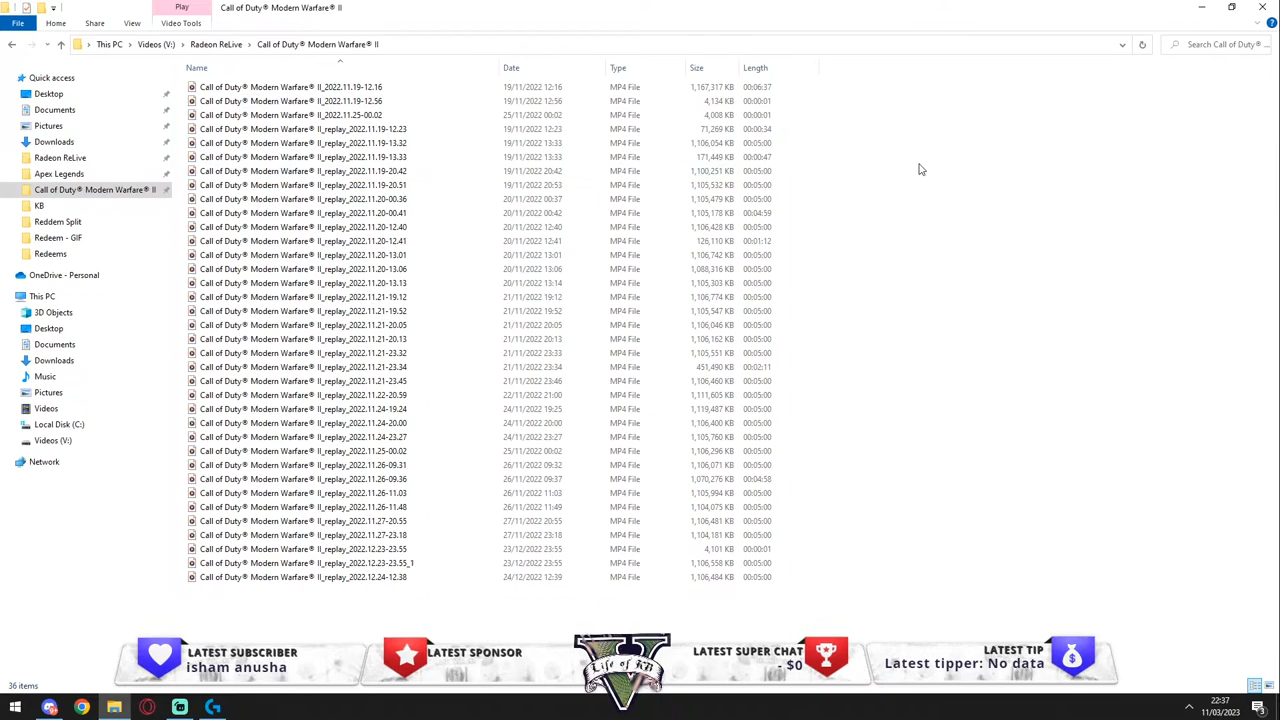 Play
Call of Duty® Modern Warfare® II
File
Home
Share
View
Video Tools
This PC
Videos (V:)
Radeon ReLive
Call of Duty® Modern Warfare® II
Search Call of Duty® ...
Name
Date
Type
Size
Length
Quick access
Desktop
Documents
Pictures
Downloads
Radeon ReLive
Apex Legends
Call of Duty® Modern Warfare® II
KB
Reddem Split
Redeem - GIF
Redeems
OneDrive - Personal
This PC
3D Objects
Desktop
Documents
Downloads
Music
Pictures
Videos
Local Disk (C:)
Videos (V:)
Network
Call of Duty® Modern Warfare® II_2022.11.19-12.16 19/11/2022 12:16 MP4 File 1,167,317 KB 00:06:37
Call of Duty® Modern Warfare® II_2022.11.19-12.56 19/11/2022 12:56 MP4 File 4,134 KB 00:00:01
Call of Duty® Modern Warfare® II_2022.11.25-00.02 25/11/2022 00:02 MP4 File 4,008 KB 00:00:01
Call of Duty® Modern Warfare® II_replay_2022.11.19-12.23 19/11/2022 12:23 MP4 File 71,269 KB 00:00:34
Call of Duty® Modern Warfare® II_replay_2022.11.19-13.32 19/11/2022 13:33 MP4 File 1,106,054 KB 00:05:00
Call of Duty® Modern Warfare® II_replay_2022.11.19-13.33 19/11/2022 13:33 MP4 File 171,449 KB 00:00:47
Call of Duty® Modern Warfare® II_replay_2022.11.19-20.42 19/11/2022 20:42 MP4 File 1,100,251 KB 00:05:00
Call of Duty® Modern Warfare® II_replay_2022.11.19-20.51 19/11/2022 20:53 MP4 File 1,105,532 KB 00:05:00
Call of Duty® Modern Warfare® II_replay_2022.11.20-00.36 20/11/2022 00:37 MP4 File 1,105,479 KB 00:05:00
Call of Duty® Modern Warfare® II_replay_2022.11.20-00.41 20/11/2022 00:42 MP4 File 1,105,178 KB 00:04:59
Call of Duty® Modern Warfare® II_replay_2022.11.20-12.40 20/11/2022 12:40 MP4 File 1,106,428 KB 00:05:00
Call of Duty® Modern Warfare® II_replay_2022.11.20-12.41 20/11/2022 12:41 MP4 File 126,110 KB 00:01:12
Call of Duty® Modern Warfare® II_replay_2022.11.20-13.01 20/11/2022 13:01 MP4 File 1,106,742 KB 00:05:00
Call of Duty® Modern Warfare® II_replay_2022.11.20-13.06 20/11/2022 13:06 MP4 File 1,088,316 KB 00:05:00
Call of Duty® Modern Warfare® II_replay_2022.11.20-13.13 20/11/2022 13:14 MP4 File 1,105,303 KB 00:05:00
Call of Duty® Modern Warfare® II_replay_2022.11.21-19.12 21/11/2022 19:12 MP4 File 1,106,774 KB 00:05:00
Call of Duty® Modern Warfare® II_replay_2022.11.21-19.52 21/11/2022 19:52 MP4 File 1,105,547 KB 00:05:00
Call of Duty® Modern Warfare® II_replay_2022.11.21-20.05 21/11/2022 20:05 MP4 File 1,106,046 KB 00:05:00
Call of Duty® Modern Warfare® II_replay_2022.11.21-20.13 21/11/2022 20:13 MP4 File 1,106,162 KB 00:05:00
Call of Duty® Modern Warfare® II_replay_2022.11.21-23.32 21/11/2022 23:33 MP4 File 1,105,551 KB 00:05:00
Call of Duty® Modern Warfare® II_replay_2022.11.21-23.34 21/11/2022 23:34 MP4 File 451,490 KB 00:02:11
Call of Duty® Modern Warfare® II_replay_2022.11.21-23.45 21/11/2022 23:46 MP4 File 1,106,460 KB 00:05:00
Call of Duty® Modern Warfare® II_replay_2022.11.22-20.59 22/11/2022 21:00 MP4 File 1,111,605 KB 00:05:00
Call of Duty® Modern Warfare® II_replay_2022.11.24-19.24 24/11/2022 19:25 MP4 File 1,119,487 KB 00:05:00
Call of Duty® Modern Warfare® II_replay_2022.11.24-20.00 24/11/2022 20:00 MP4 File 1,106,400 KB 00:05:00
Call of Duty® Modern Warfare® II_replay_2022.11.24-23.27 24/11/2022 23:27 MP4 File 1,105,760 KB 00:05:00
Call of Duty® Modern Warfare® II_replay_2022.11.25-00.02 25/11/2022 00:02 MP4 File 1,106,296 KB 00:05:00
Call of Duty® Modern Warfare® II_replay_2022.11.26-09.31 26/11/2022 09:32 MP4 File 1,106,071 KB 00:05:00
Call of Duty® Modern Warfare® II_replay_2022.11.26-09.36 26/11/2022 09:37 MP4 File 1,070,276 KB 00:04:58
Call of Duty® Modern Warfare® II_replay_2022.11.26-11.03 26/11/2022 11:03 MP4 File 1,105,994 KB 00:05:00
Call of Duty® Modern Warfare® II_replay_2022.11.26-11.48 26/11/2022 11:49 MP4 File 1,104,075 KB 00:05:00
Call of Duty® Modern Warfare® II_replay_2022.11.27-20.55 27/11/2022 20:55 MP4 File 1,106,481 KB 00:05:00
Call of Duty® Modern Warfare® II_replay_2022.11.27-23.18 27/11/2022 23:18 MP4 File 1,104,181 KB 00:05:00
Call of Duty® Modern Warfare® II_replay_2022.12.23-23.55 23/12/2022 23:55 MP4 File 4,101 KB 00:00:01
Call of Duty® Modern Warfare® II_replay_2022.12.23-23.55_1 23/12/2022 23:55 MP4 File 1,106,558 KB 00:05:00
Call of Duty® Modern Warfare® II_replay_2022.12.24-12.38 24/12/2022 12:39 MP4 File 1,106,484 KB 00:05:00
LATEST SUBSCRIBER
isham anusha
LATEST SPONSOR
V
Life of KB
LATEST SUPER CHAT
- $0
LATEST TIP
Latest tipper: No data
36 items
22:37
11/03/2023
3